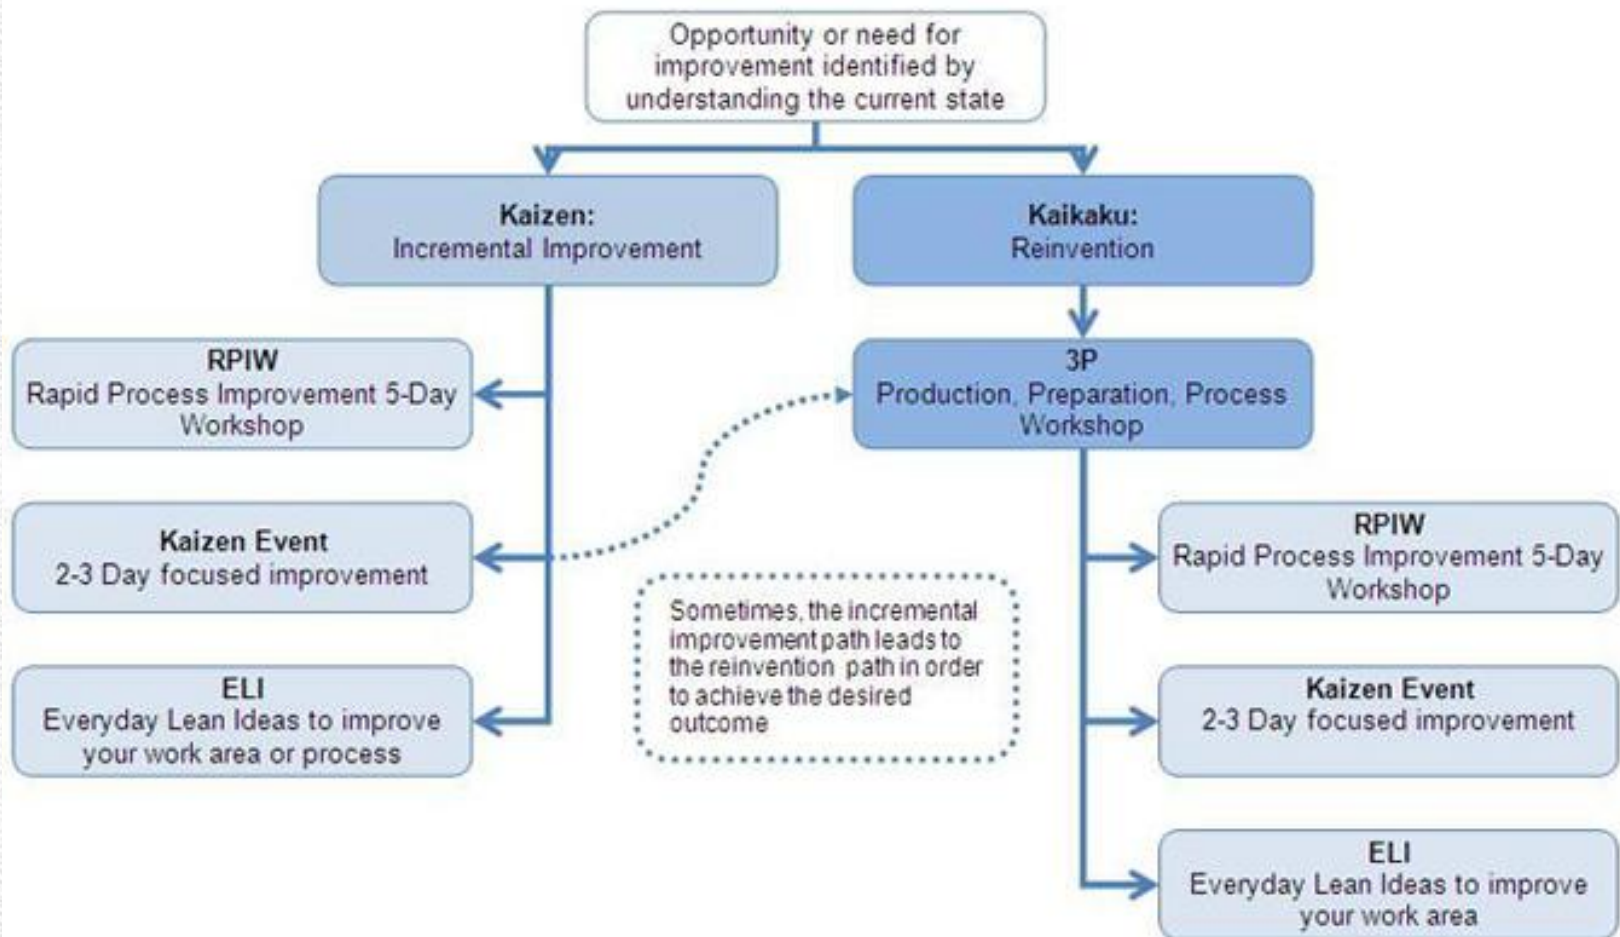 Opportunity or need for
improvement identified by
understanding the current state
Kaizen:
Incremental Improvement
Kaikaku:
Reinvention
RPIW
Rapid Process Improvement 5-Day
Workshop
3P
Production, Preparation, Process
Workshop
Kaizen Event
2-3 Day focused improvement
RPIW
Rapid Process Improvement 5-Day
Workshop
Sometimes, the incremental
improvement path leads to
the reinvention path in order
to achieve the desired
outcome
ELI
Everyday Lean Ideas to improve
your work area or process
Kaizen Event
2-3 Day focused improvement
ELI
Everyday Lean Ideas to improve
your work area